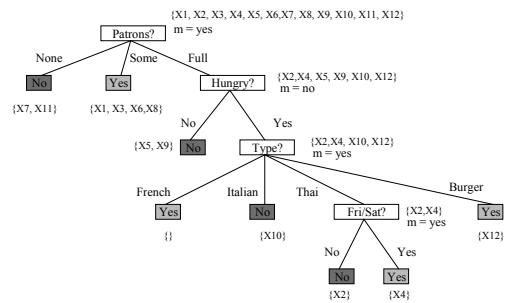 {X1, X2, X3, X4, X5, X6,X7, X8, X9, X10, X11, X12}
Patrons? m = yes
None Some Full
No Yes Hungry? {X2,X4, X5, X9, X10, X12}
m = no
{X7, X11} {X1, X3, X6,X8}
No Yes
{X5, X9} No Type? {X2,X4, X10, X12}
m = yes
French Italian Thai Burger
Yes No Fri/Sat? {X2,X4} Yes
m = yes
{} {X10} {X12}
No Yes
No Yes
{X2} {X4}